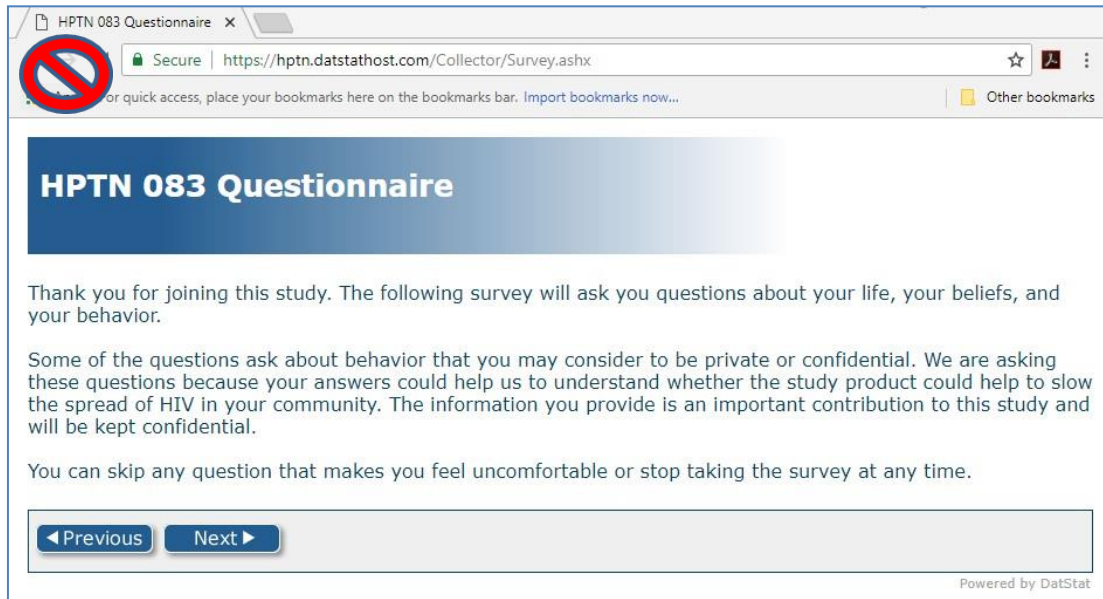 HPTN 083 Questionnaire
Secure | https://hptn.datstathost.com/Collector/Survey.ashx
or quick access, place your bookmarks here on the bookmarks bar. Import bookmarks now...
Other bookmarks
HPTN 083 Questionnaire
Thank you for joining this study. The following survey will ask you questions about your life, your beliefs, and
your behavior.
Some of the questions ask about behavior that you may consider to be private or confidential. We are asking
these questions because your answers could help us to understand whether the study product could help to slow
the spread of HIV in your community. The information you provide is an important contribution to this study and
will be kept confidential.
You can skip any question that makes you feel uncomfortable or stop taking the survey at any time.
Previous Next
Powered by DatStat